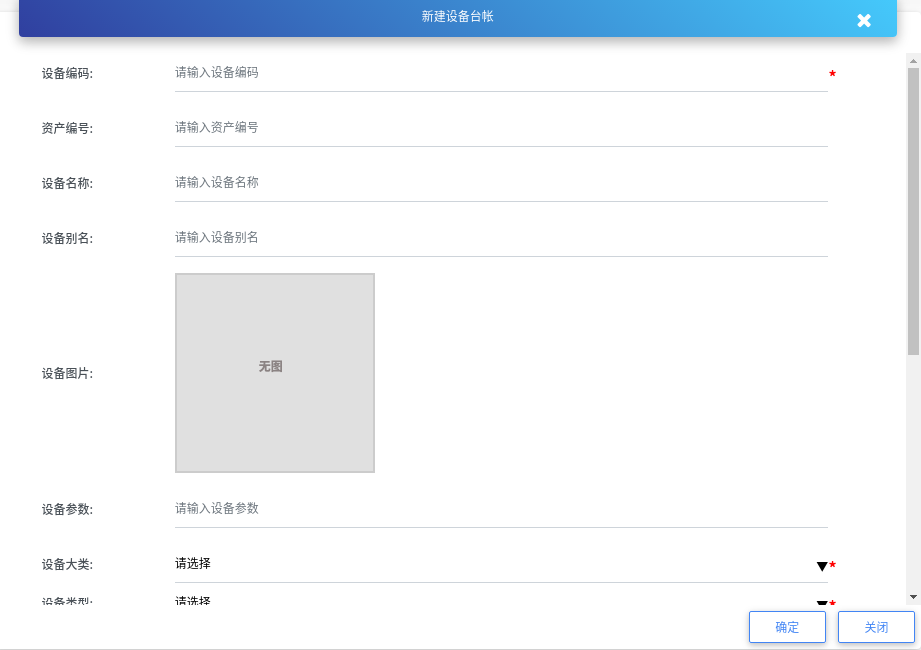 新建设备台帐
设备编码: 请输入设备编码 *
资产编号: 请输入资产编号
设备名称: 请输入设备名称
设备别名: 请输入设备别名
设备图片: 无图
设备参数: 请输入设备参数
设备大类: 请选择 *
设备类型: 请选择 *
确定 关闭